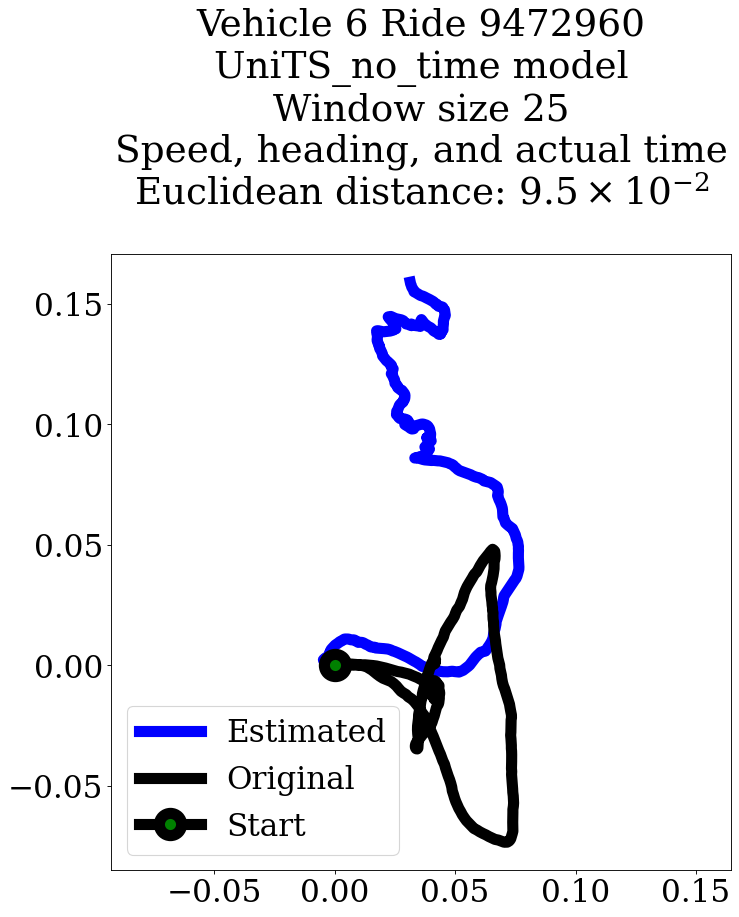 Vehicle 6 Ride 9472960
UniTS_no_time model
Window size 25
Speed, heading, and actual time
Euclidean distance: 9.5 × 10⁻²
0.15
0.10
0.05
0.00
−0.05
Estimated
Original
Start
−0.05 0.00 0.05 0.10 0.15